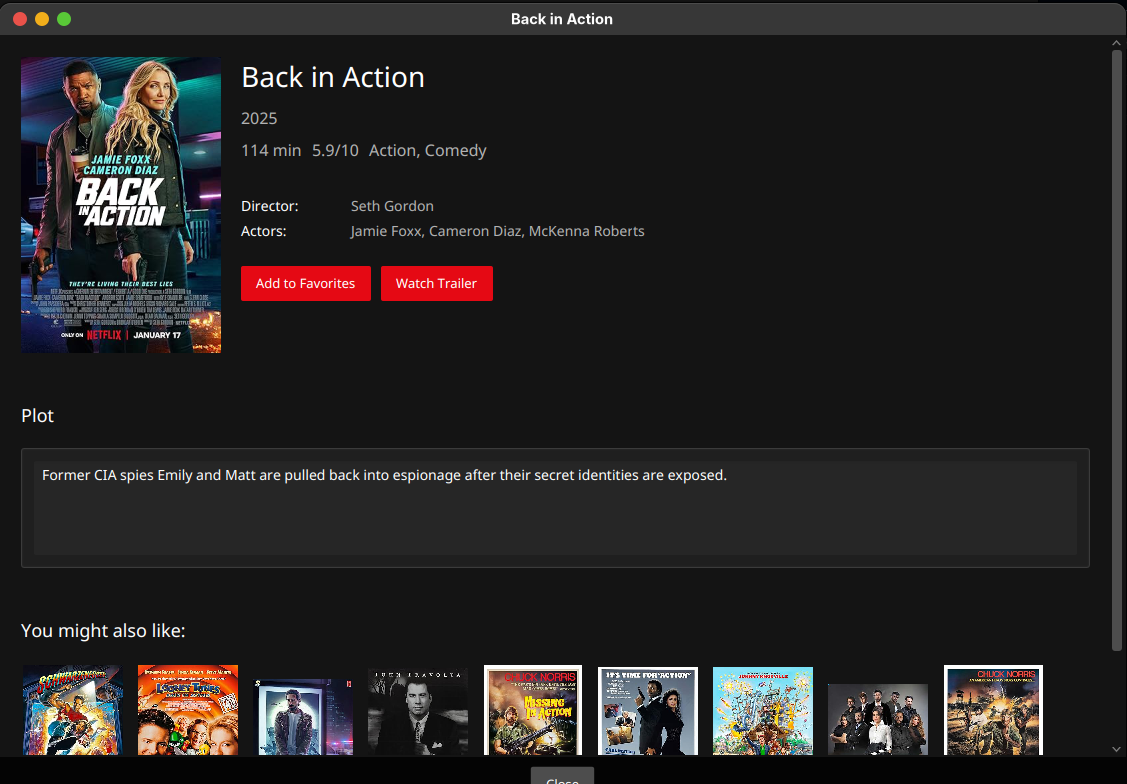 Back in Action
Back in Action
2025
114 min 5.9/10 Action, Comedy
Director: Seth Gordon
Actors: Jamie Foxx, Cameron Diaz, McKenna Roberts
Add to Favorites Watch Trailer
JAMIE FOXX
CAMERON DIAZ
BACK
IN ACTION
THEY'RE LIVING THEIR BEST LIES
ONLY ON NETFLIX | JANUARY 17
Plot
Former CIA spies Emily and Matt are pulled back into espionage after their secret identities are exposed.
You might also like:
SCHWARZENEGGER
LOONEY TUNES
JOHN TRAVOLTA
CHUCK NORRIS
MISSING
IN ACTION
IT'S TIME FOR "ACTION"
JOHNNY KNOXVILLE
CHUCK NORRIS
Close